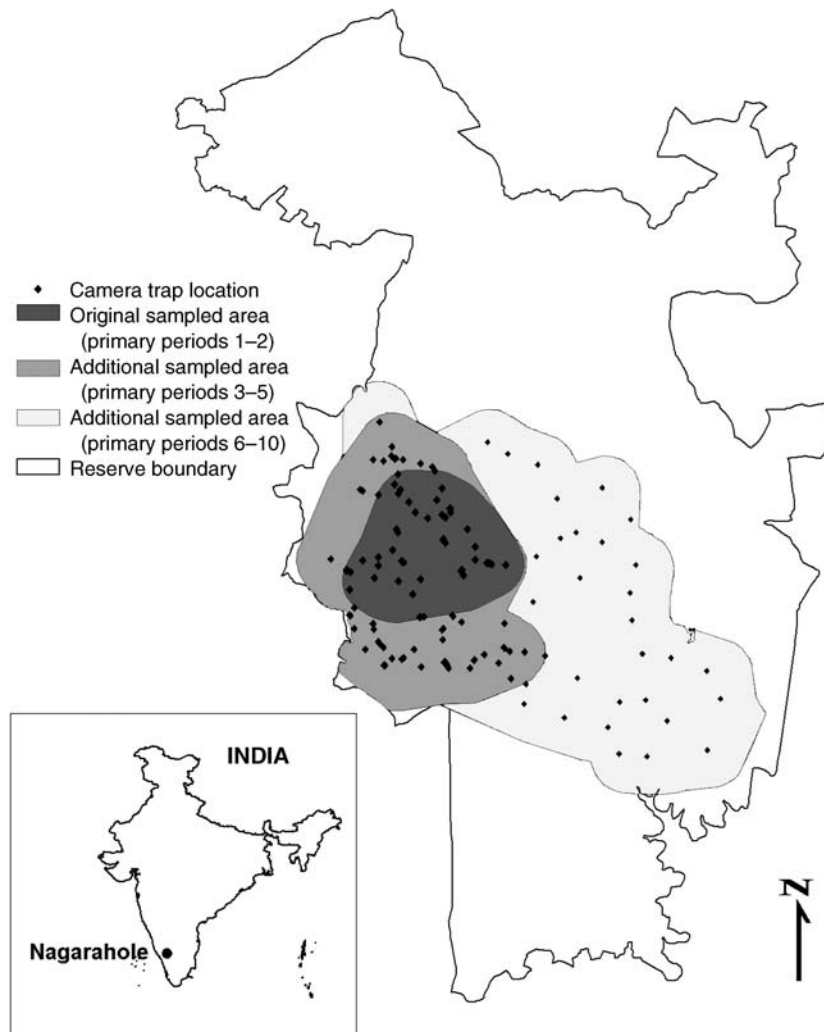 Camera trap location
Original sampled area
(primary periods 1–2)
Additional sampled area
(primary periods 3–5)
Additional sampled area
(primary periods 6–10)
Reserve boundary
INDIA
Nagarahole
N